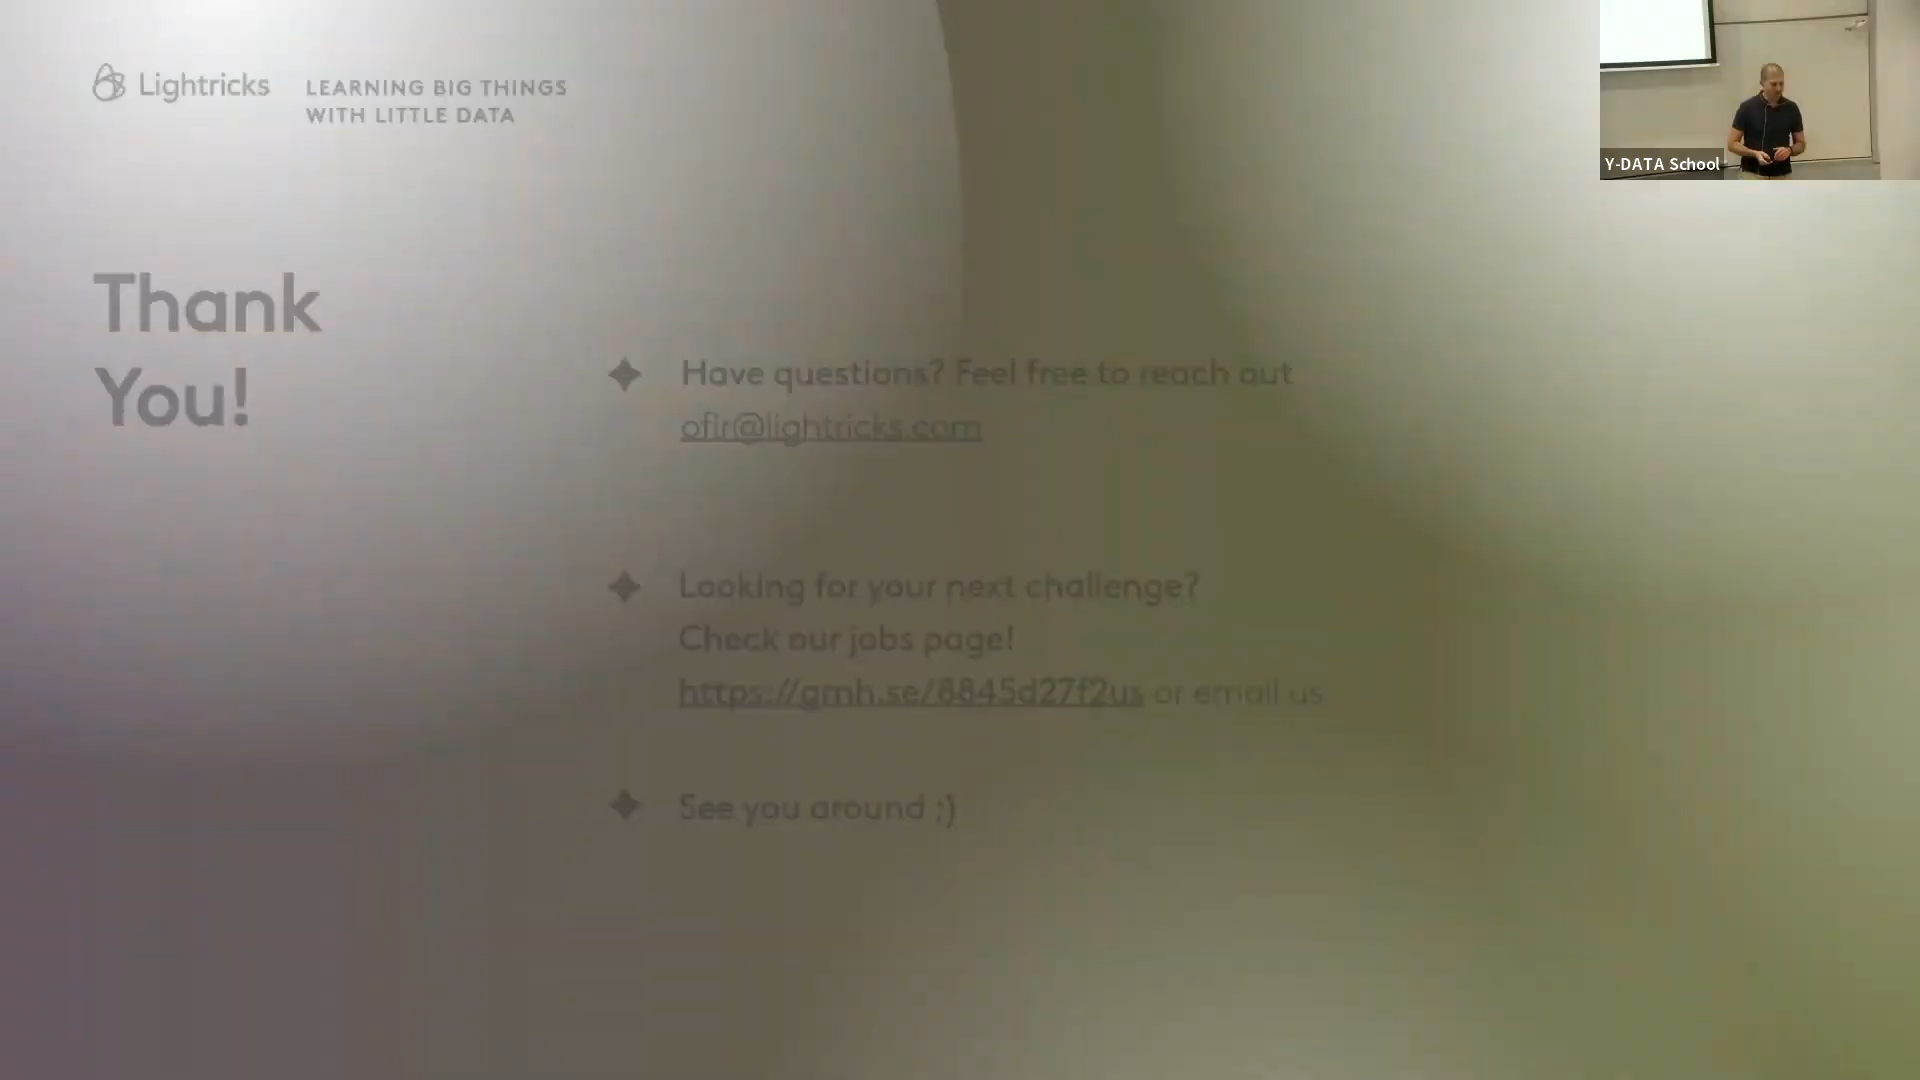 Lightricks
LEARNING BIG THINGS
WITH LITTLE DATA
Y-DATA School
Thank
You!
Have questions? Feel free to reach out
ofir@lightricks.com
Looking for your next challenge?
Check our jobs page!
https://grnh.se/8845d27f2us or email us
See you around ;)